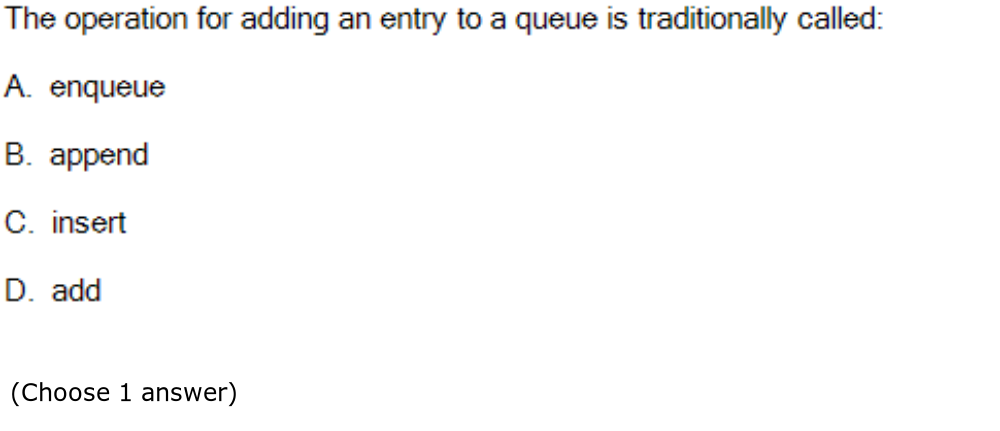 The operation for adding an entry to a queue is traditionally called:
A. enqueue
B. append
C. insert
D. add
(Choose 1 answer)